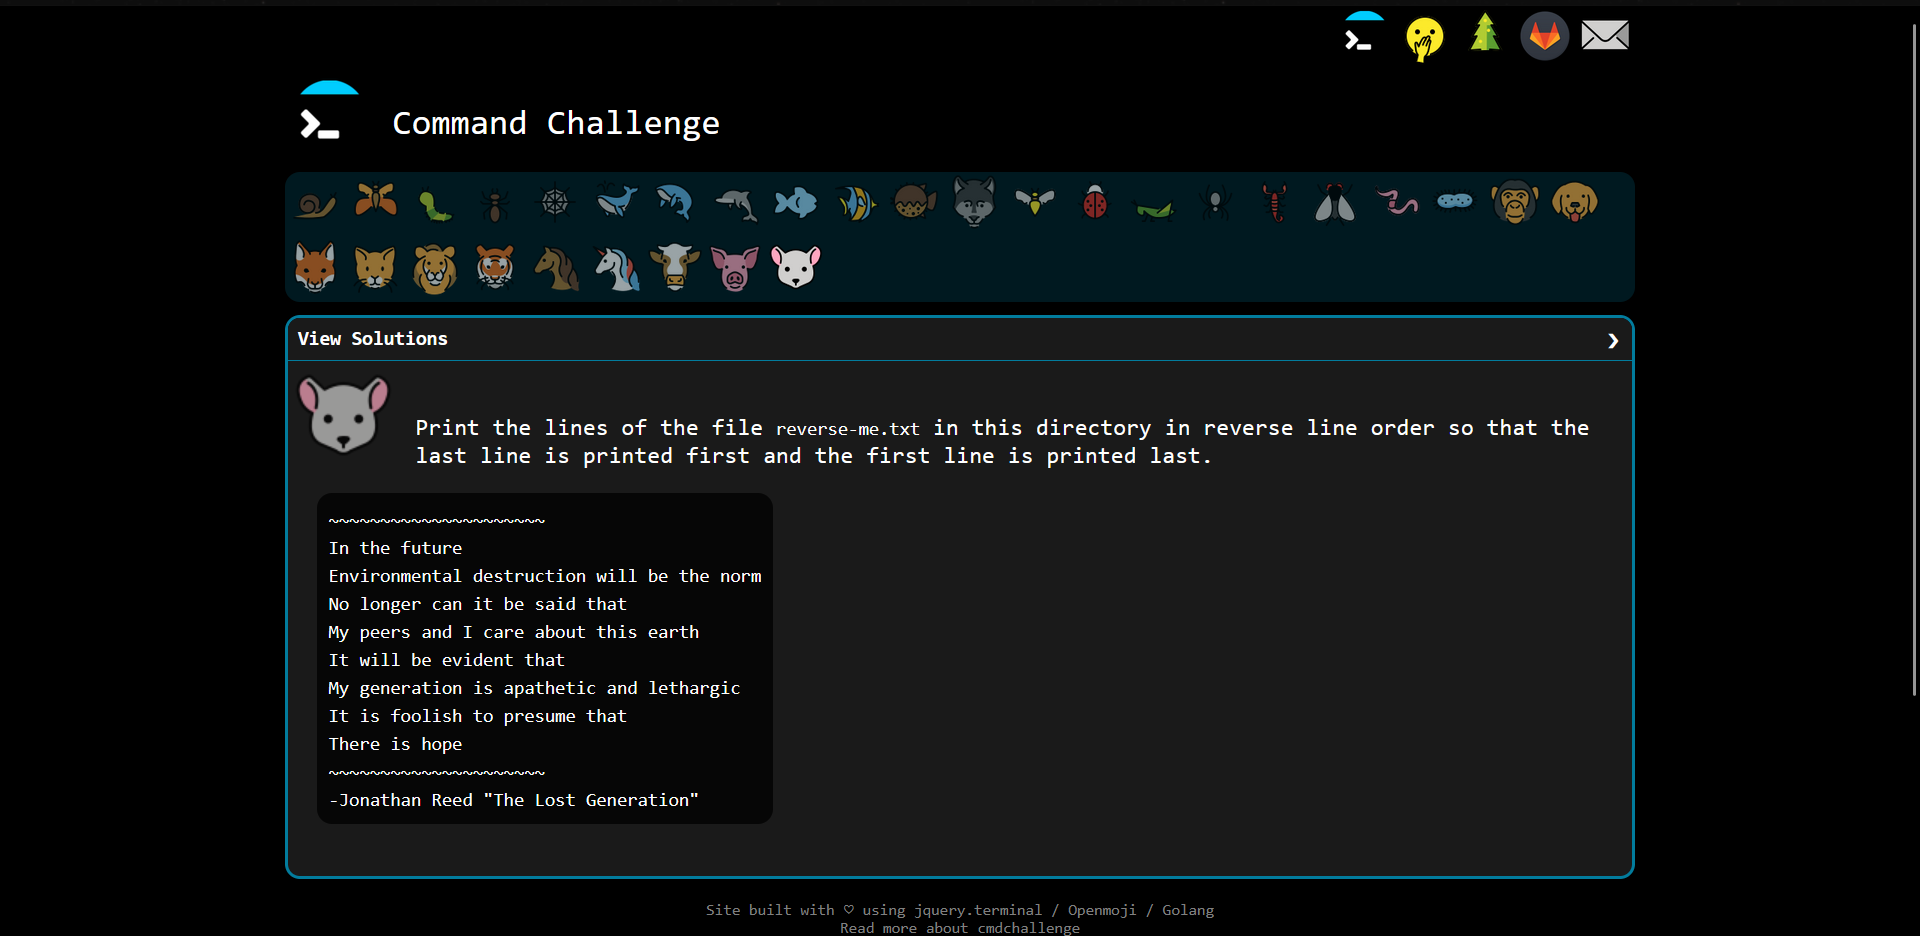 Command Challenge
View Solutions
Print the lines of the file reverse-me.txt in this directory in reverse line order so that the
last line is printed first and the first line is printed last.
~~~~~~~~~~~~~~~~~~~~~
In the future
Environmental destruction will be the norm
No longer can it be said that
My peers and I care about this earth
It will be evident that
My generation is apathetic and lethargic
It is foolish to presume that
There is hope
~~~~~~~~~~~~~~~~~~~~~
-Jonathan Reed "The Lost Generation"
Site built with ♡ using jquery.terminal / Openmoji / Golang
Read more about cmdchallenge